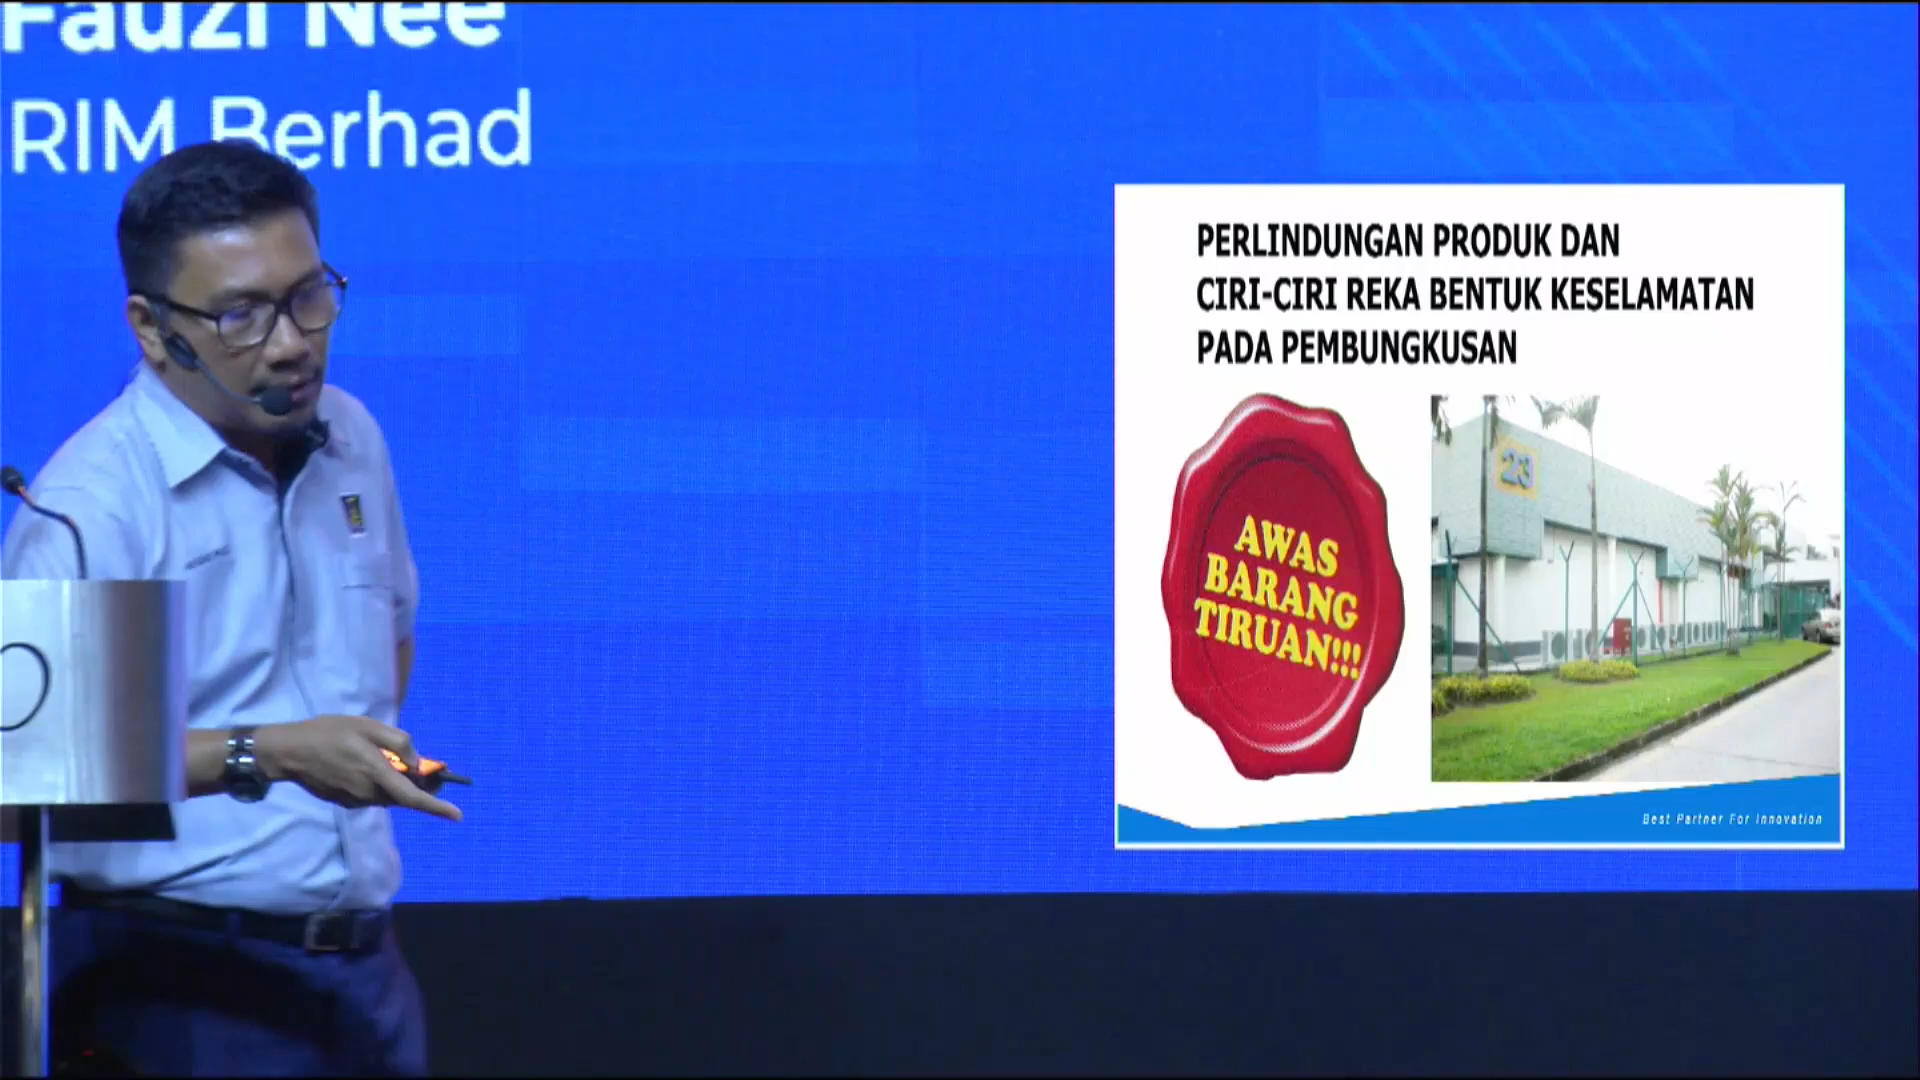 Fauzi Nee
RIM Berhad
PERLINDUNGAN PRODUK DAN
CIRI-CIRI REKA BENTUK KESELAMATAN
PADA PEMBUNGKUSAN
23
AWAS
BARANG
TIRUAN!!!
Best Partner For Innovation